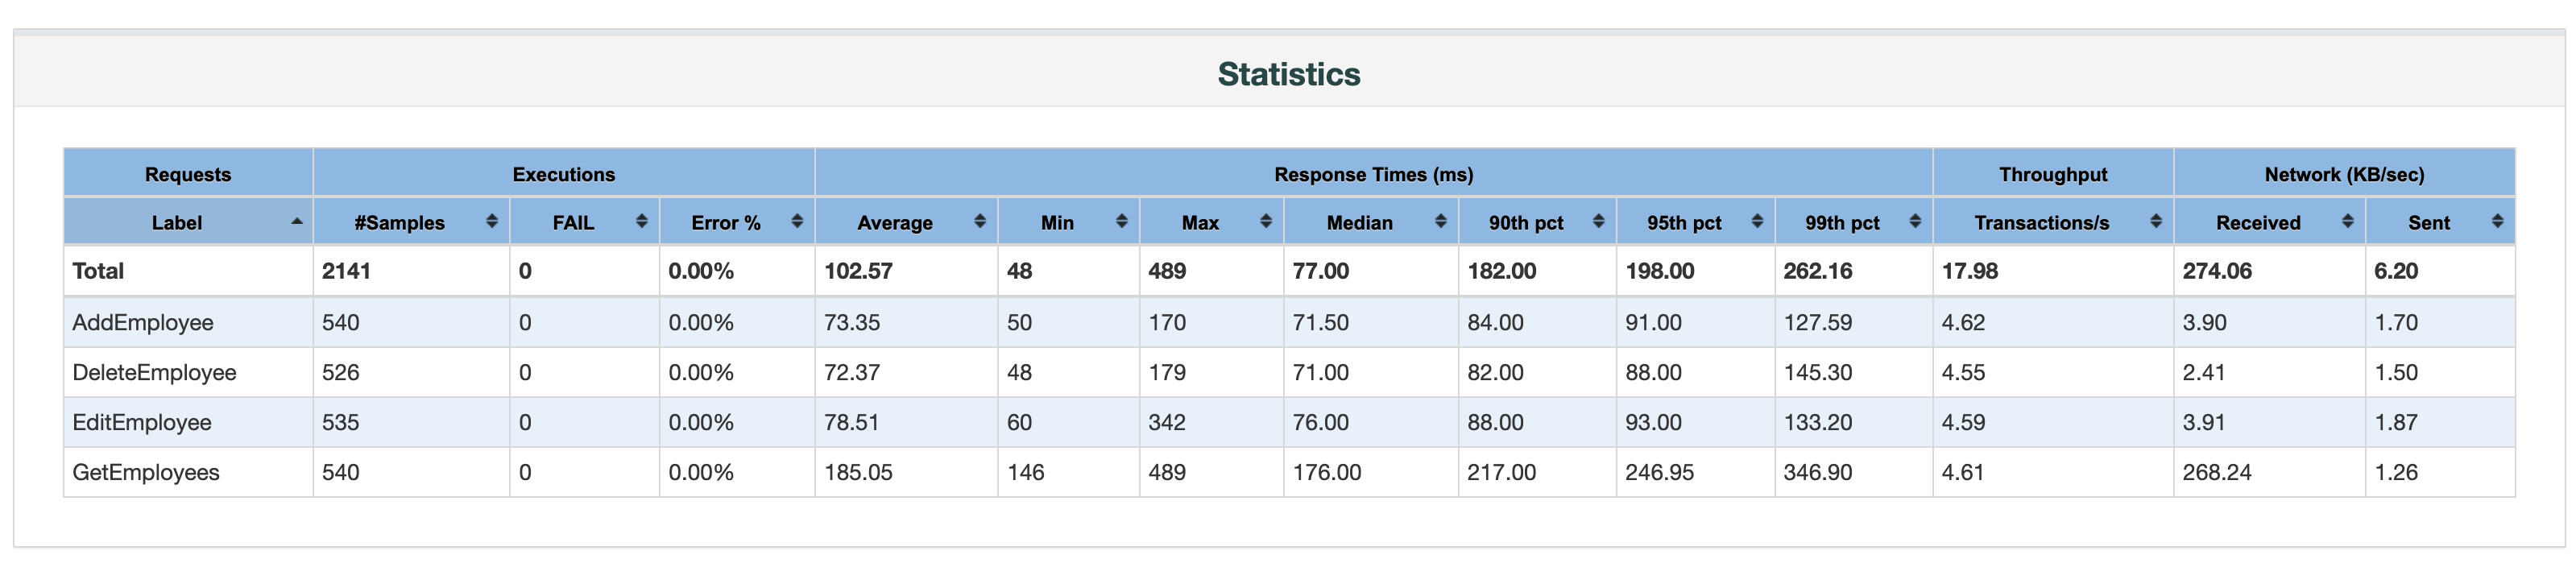 Statistics
Requests Executions Response Times (ms) Throughput Network (KB/sec)
Label #Samples FAIL Error % Average Min Max Median 90th pct 95th pct 99th pct Transactions/s Received Sent
Total 2141 0 0.00% 102.57 48 489 77.00 182.00 198.00 262.16 17.98 274.06 6.20
AddEmployee 540 0 0.00% 73.35 50 170 71.50 84.00 91.00 127.59 4.62 3.90 1.70
DeleteEmployee 526 0 0.00% 72.37 48 179 71.00 82.00 88.00 145.30 4.55 2.41 1.50
EditEmployee 535 0 0.00% 78.51 60 342 76.00 88.00 93.00 133.20 4.59 3.91 1.87
GetEmployees 540 0 0.00% 185.05 146 489 176.00 217.00 246.95 346.90 4.61 268.24 1.26